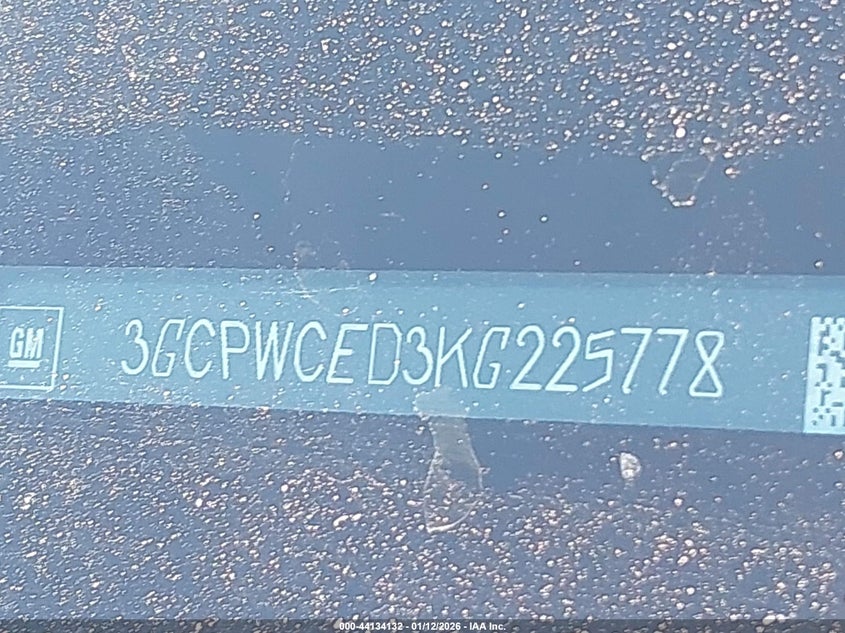 GM
3GCPWCED3KG225778
000-44134132 - 01/12/2026 - IAA Inc.